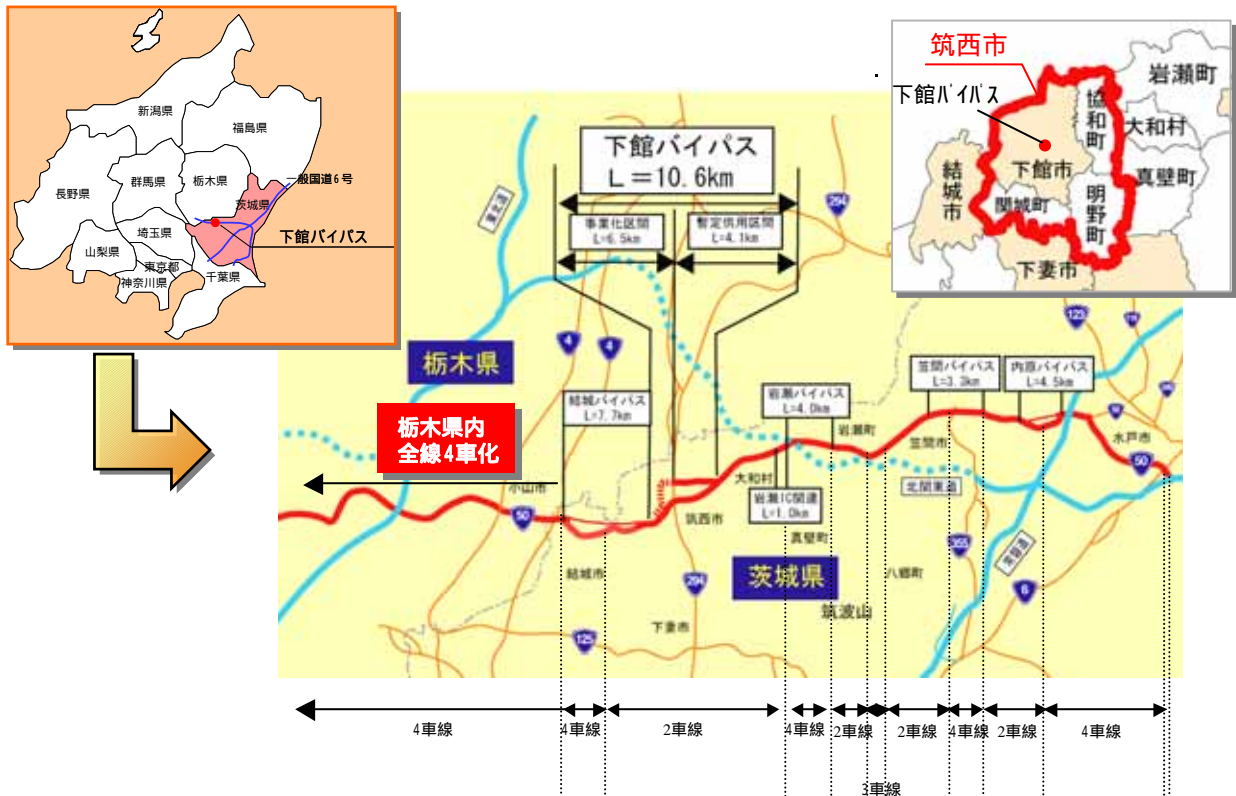 新潟県
福島県
長野県
群馬県
栃木県
一般国道6号
茨城県
埼玉県
下館バイパス
山梨県
東京都
神奈川県
千葉県
筑西市
下館バイパス
岩瀬町
協和町
大和村
下館市
結城市
真壁町
関城町
明野町
下妻市
下館バイパス
L=10.6km
事業化区間
L=6.5km
暫定供用区間
L=4.1km
294
123
4
4
栃木県
結城バイパス
L=7.7km
岩瀬バイパス
L=4.0km
笠間バイパス
L=3.3km
内原バイパス
L=4.5km
栃木県内
全線4車化
岩瀬町
笠間市
水戸市
50
小山市
50
大和村
北関東道
岩瀬IC関連
L=1.0km
筑西市
真壁町
355
結城市
茨城県
八郷町
294
6
筑波山
下妻市
125
4車線
4車線
2車線
4車線
2車線
2車線
4車線
2車線
4車線
3車線